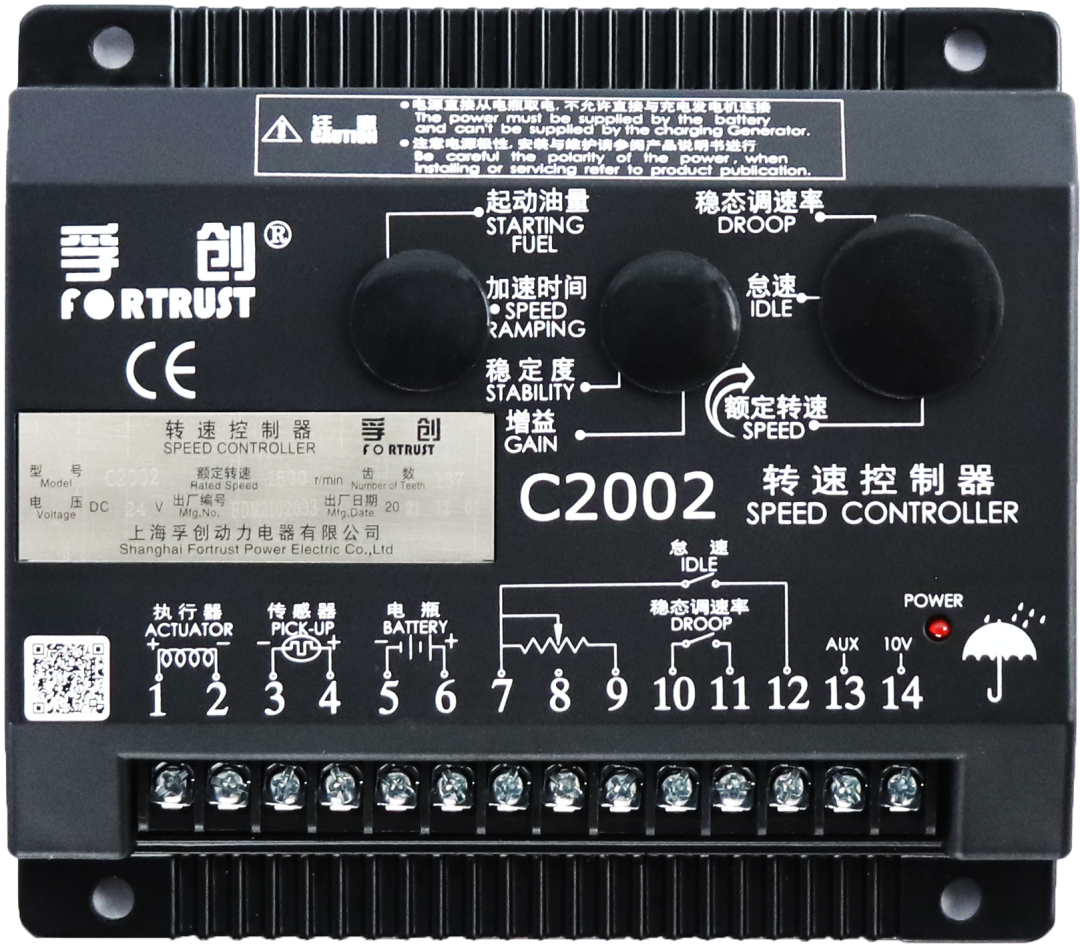 注意
CAUTION
● 电源直接从电瓶取电, 不允许直接与充电发电机连接
The power must be supplied by the battery
and can't be supplied by the charging Generator.
● 注意电源极性, 安装与维护请参阅产品说明书进行
Be careful the polarity of the power, when
installing or servicing refer to product publication.
孚创®
FORTRUST
CE
起动油量
STARTING
FUEL
加速时间
SPEED
RAMPING
稳定度
STABILITY
增益
GAIN
稳态调速率
DROOP
怠速
IDLE
额定转速
SPEED
转速控制器 孚创
SPEED CONTROLLER FORTRUST
型号 C2002 额定转速 1500 r/min 齿数
Model Rated Speed Number of Teeth
电压 DC 24 V 出厂编号 出厂日期 20
Voltage Mfg.No. Mfg.Date
上海孚创动力电器有限公司
Shanghai Fortrust Power Electric Co.,Ltd
C2002 转速控制器
SPEED CONTROLLER
怠速
IDLE
稳态调速率
DROOP
执行器 传感器 电瓶
ACTUATOR PICK-UP BATTERY
+ − − + − +
POWER
AUX 10V
1 2 3 4 5 6 7 8 9 10 11 12 13 14